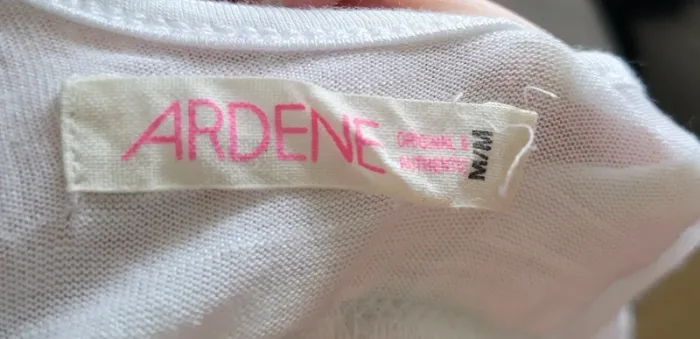 ARDENE
ORIGINAL &
AUTHENTIC
M/M